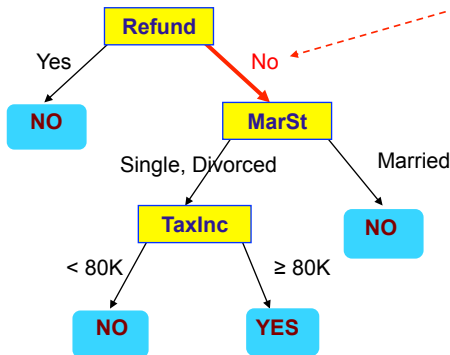 Refund
Yes
No
NO
MarSt
Single, Divorced
Married
TaxInc
NO
< 80K
≥ 80K
NO
YES